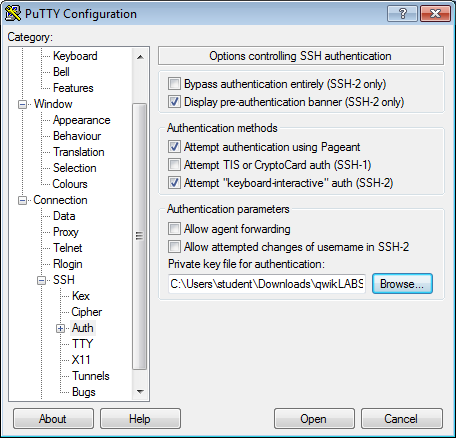 PuTTY Configuration
Category:
Keyboard
Bell
Features
Window
Appearance
Behaviour
Translation
Selection
Colours
Connection
Data
Proxy
Telnet
Rlogin
SSH
Kex
Cipher
Auth
TTY
X11
Tunnels
Bugs
Options controlling SSH authentication
Bypass authentication entirely (SSH-2 only)
Display pre-authentication banner (SSH-2 only)
Authentication methods
Attempt authentication using Pageant
Attempt TIS or CryptoCard auth (SSH-1)
Attempt "keyboard-interactive" auth (SSH-2)
Authentication parameters
Allow agent forwarding
Allow attempted changes of username in SSH-2
Private key file for authentication:
C:\Users\student\Downloads\qwikLABS
Browse...
About
Help
Open
Cancel